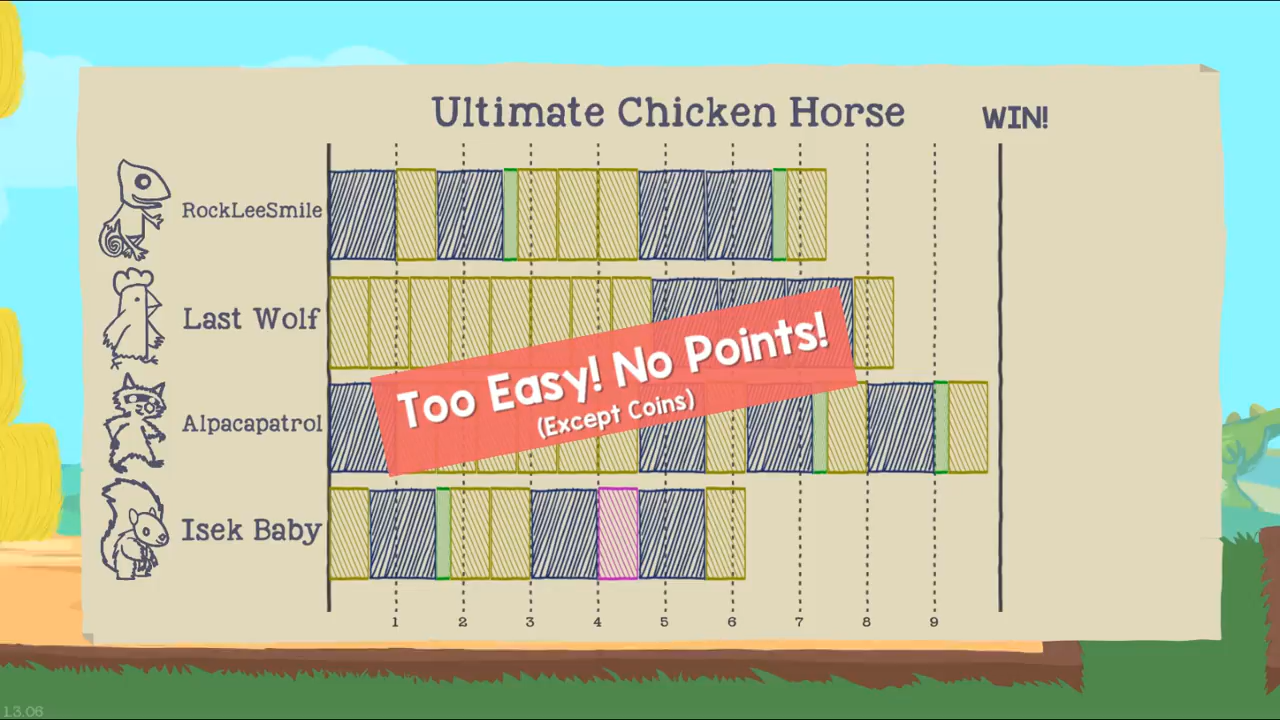 Ultimate Chicken Horse
WIN!
RockLeeSmile
Last Wolf
Too Easy! No Points!
(Except Coins)
Alpacapatrol
Isek Baby
1 2 3 4 5 6 7 8 9
1.3.06